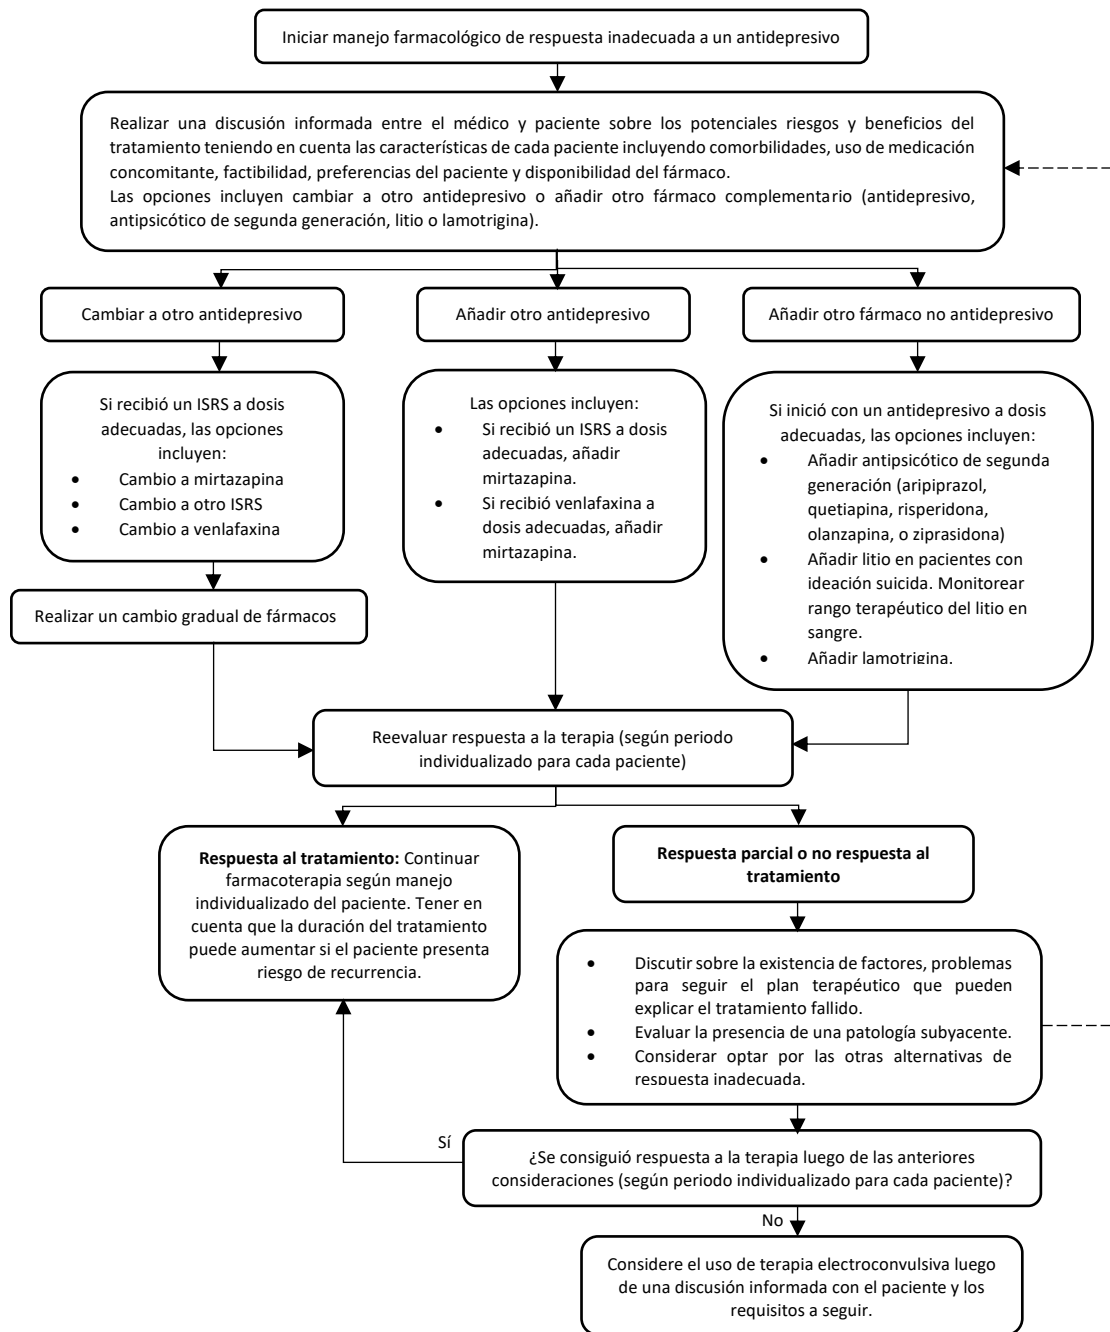 Iniciar manejo farmacológico de respuesta inadecuada a un antidepresivo
Realizar una discusión informada entre el médico y paciente sobre los potenciales riesgos y beneficios del
tratamiento teniendo en cuenta las características de cada paciente incluyendo comorbilidades, uso de medicación
concomitante, factibilidad, preferencias del paciente y disponibilidad del fármaco.
Las opciones incluyen cambiar a otro antidepresivo o añadir otro fármaco complementario (antidepresivo,
antipsicótico de segunda generación, litio o lamotrigina).
Cambiar a otro antidepresivo
Añadir otro antidepresivo
Añadir otro fármaco no antidepresivo
Si recibió un ISRS a dosis
adecuadas, las opciones
incluyen:
• Cambio a mirtazapina
• Cambio a otro ISRS
• Cambio a venlafaxina
Las opciones incluyen:
• Si recibió un ISRS a dosis
adecuadas, añadir
mirtazapina.
• Si recibió venlafaxina a
dosis adecuadas, añadir
mirtazapina.
Si inició con un antidepresivo a dosis
adecuadas, las opciones incluyen:
• Añadir antipsicótico de segunda
generación (aripiprazol,
quetiapina, risperidona,
olanzapina, o ziprasidona)
• Añadir litio en pacientes con
ideación suicida. Monitorear
rango terapéutico del litio en
sangre.
• Añadir lamotrigina.
Realizar un cambio gradual de fármacos
Reevaluar respuesta a la terapia (según periodo
individualizado para cada paciente)
Respuesta al tratamiento: Continuar
farmacoterapia según manejo
individualizado del paciente. Tener en
cuenta que la duración del tratamiento
puede aumentar si el paciente presenta
riesgo de recurrencia.
Respuesta parcial o no respuesta al
tratamiento
• Discutir sobre la existencia de factores, problemas
para seguir el plan terapéutico que pueden
explicar el tratamiento fallido.
• Evaluar la presencia de una patología subyacente.
• Considerar optar por las otras alternativas de
respuesta inadecuada.
Sí
¿Se consiguió respuesta a la terapia luego de las anteriores
consideraciones (según periodo individualizado para cada paciente)?
No
Considere el uso de terapia electroconvulsiva luego
de una discusión informada con el paciente y los
requisitos a seguir.